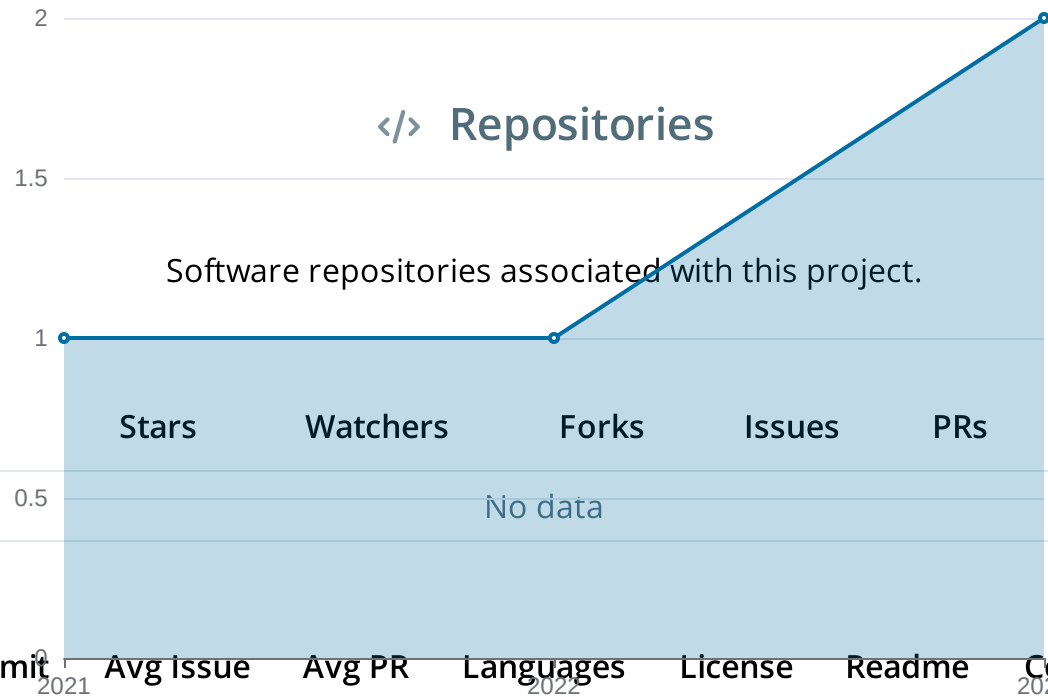 2
</> Repositories
1.5
Software repositories associated with this project.
1
Stars Watchers Forks Issues PRs
0.5
No data
0
Avg Issue Avg PR Languages License Readme
2021 2022